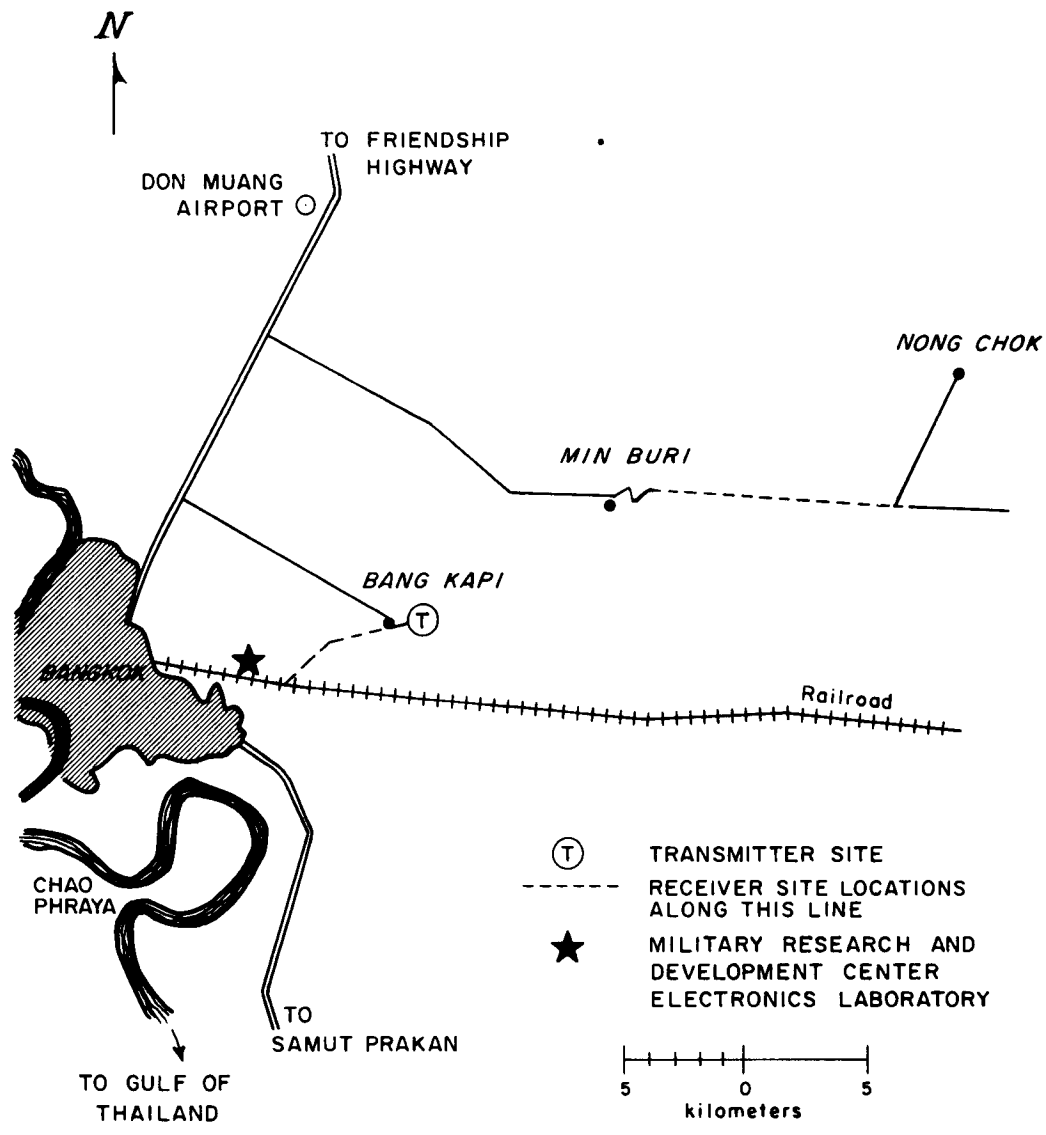 N
TO FRIENDSHIP
HIGHWAY
DON MUANG
AIRPORT
NONG CHOK
MIN BURI
BANG KAPI
T
BANGKOK
Railroad
T TRANSMITTER SITE
RECEIVER SITE LOCATIONS
ALONG THIS LINE
MILITARY RESEARCH AND
DEVELOPMENT CENTER
ELECTRONICS LABORATORY
CHAO
PHRAYA
TO
SAMUT PRAKAN
TO GULF OF
THAILAND
5 0 5
kilometers